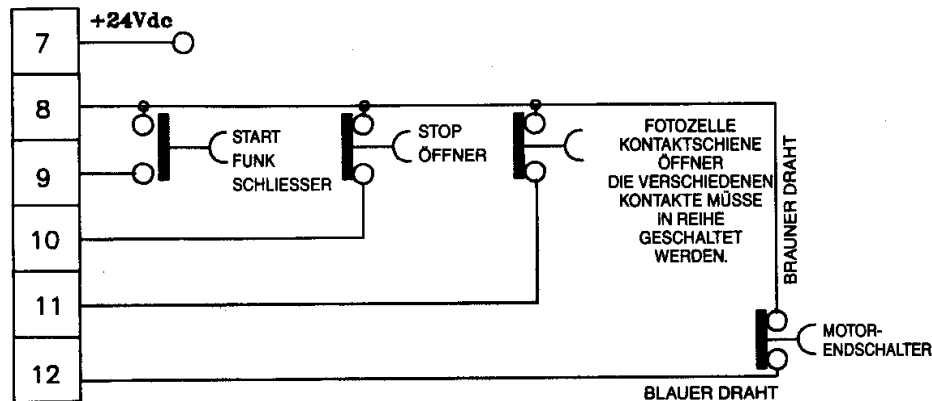 +24Vdc
7
8
9
10
11
12
START
FUNK
SCHLIESSER
STOP
ÖFFNER
FOTOZELLE
KONTAKTSCHIENE
ÖFFNER
DIE VERSCHIEDENEN
KONTAKTE MÜSSE
IN REIHE
GESCHALTET
WERDEN.
BRAUNER DRAHT
MOTOR-
ENDSCHALTER
BLAUER DRAHT